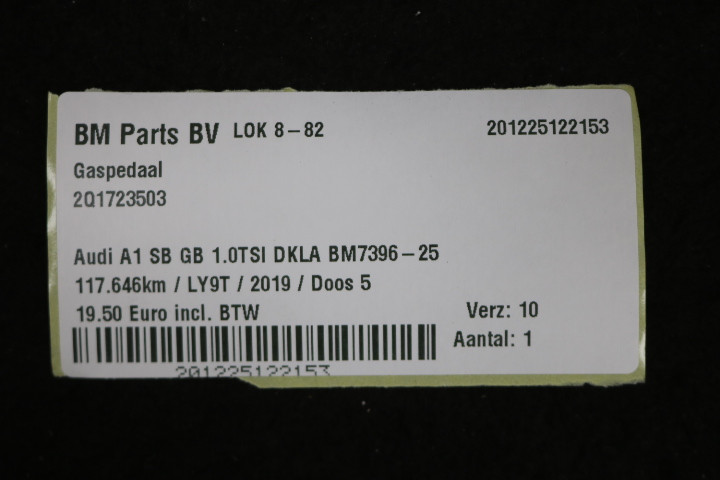 BM Parts BV LOK 8-82 201225122153
Gaspedaal
2Q1723503
Audi A1 SB GB 1.0TSI DKLA BM7396-25
117.646km / LY9T / 2019 / Doos 5
19.50 Euro incl. BTW Verz: 10
Aantal: 1
201225122153